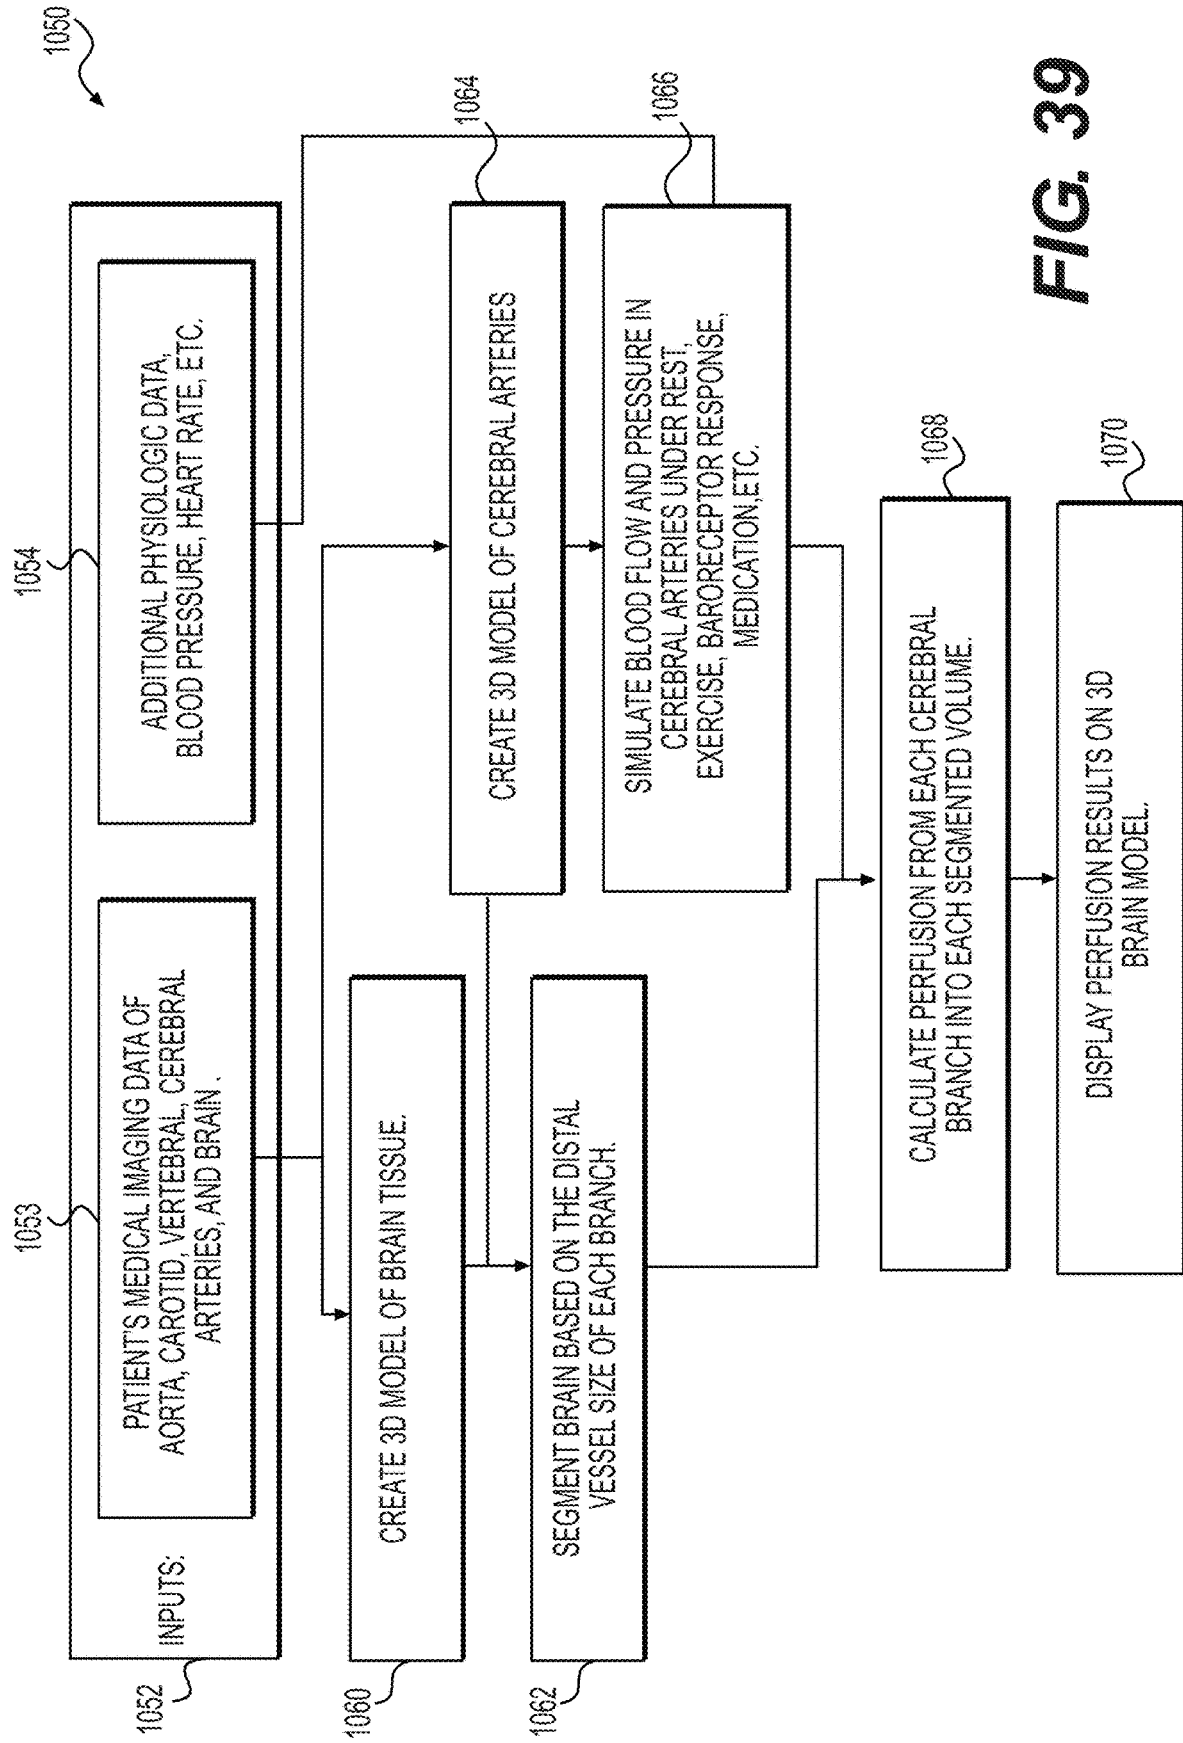 1050
1052
INPUTS:
1053
PATIENT'S MEDICAL IMAGING DATA OF
AORTA, CAROTID, VERTEBRAL, CEREBRAL
ARTERIES, AND BRAIN .
1054
ADDITIONAL PHYSIOLOGIC DATA,
BLOOD PRESSURE, HEART RATE, ETC.
1060
CREATE 3D MODEL OF BRAIN TISSUE.
1064
CREATE 3D MODEL OF CEREBRAL ARTERIES
1062
SEGMENT BRAIN BASED ON THE DISTAL
VESSEL SIZE OF EACH BRANCH.
1066
SIMULATE BLOOD FLOW AND PRESSURE IN
CEREBRAL ARTERIES UNDER REST,
EXERCISE, BARORECEPTOR RESPONSE,
MEDICATION,ETC.
1068
CALCULATE PERFUSION FROM EACH CEREBRAL
BRANCH INTO EACH SEGMENTED VOLUME.
1070
DISPLAY PERFUSION RESULTS ON 3D
BRAIN MODEL.
FIG. 39